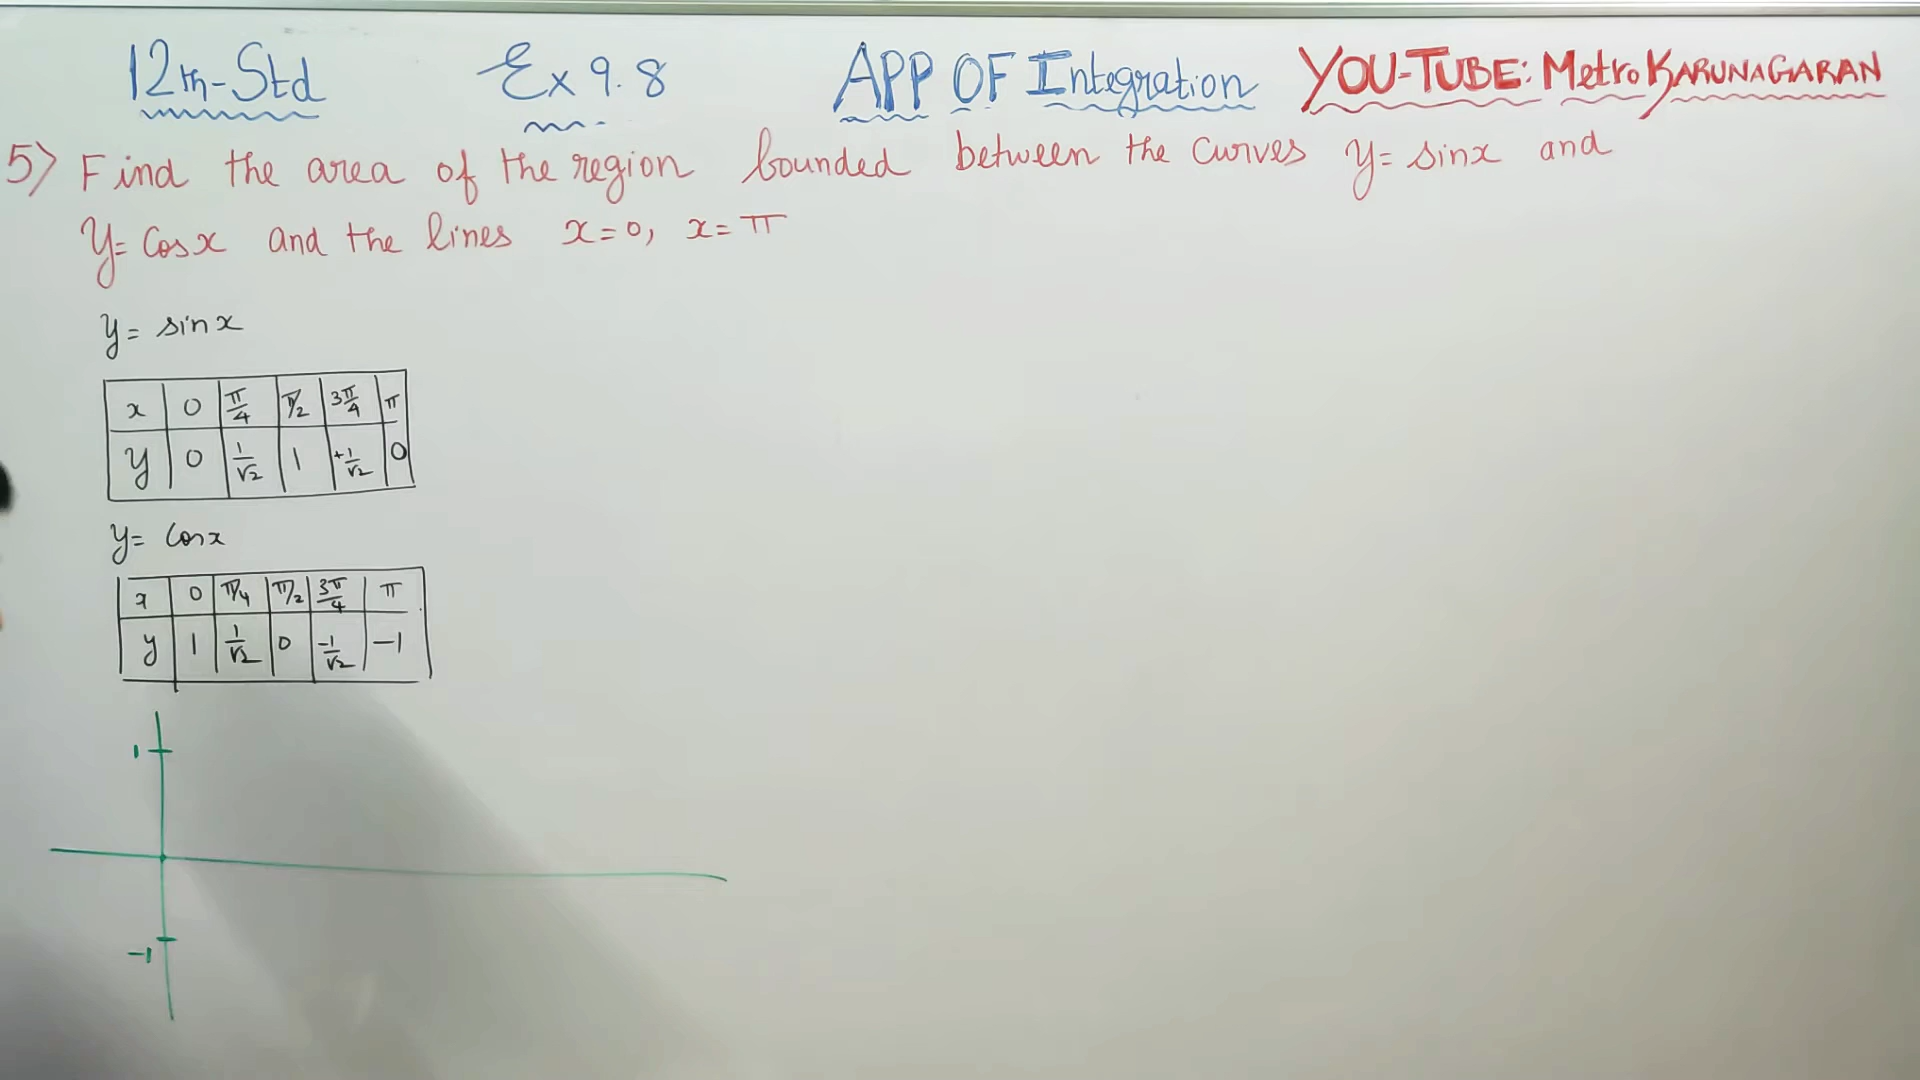 12th-Std Ex 9.8 APP OF Integration YOU-TUBE: Metro KARUNAGARAN
5) Find the area of the region bounded between the curves y= sinx and
y= Cosx and the lines x=0, x=π
y= sinx
x 0 π/4 π/2 3π/4 π
y 0 1/√2 1 +1/√2 0
y= Cosx
x 0 π/4 π/2 3π/4 π
y 1 1/√2 0 -1/√2 -1
1
-1